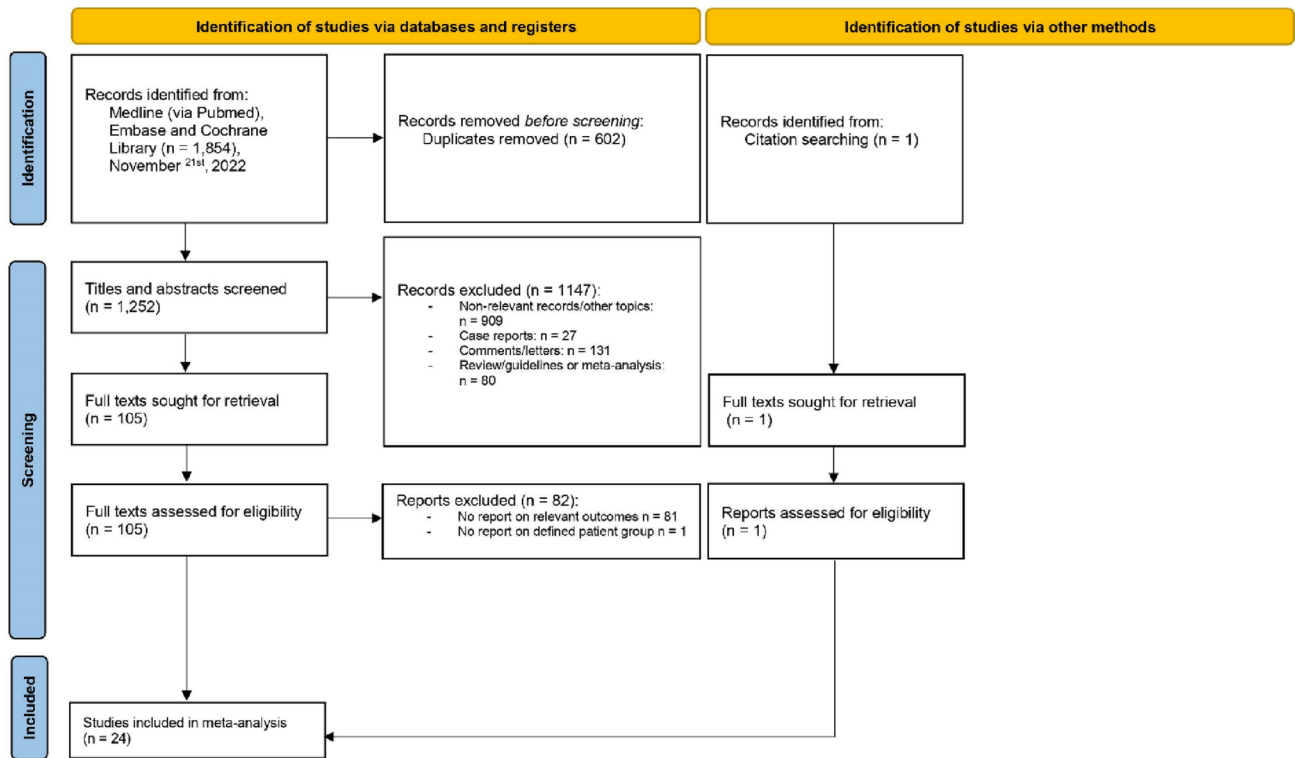 Identification of studies via databases and registers
Identification of studies via other methods
Identification
Records identified from:
Medline (via Pubmed),
Embase and Cochrane
Library (n = 1,854),
November 21st, 2022
Records removed before screening:
Duplicates removed (n = 602)
Records identified from:
Citation searching (n = 1)
Screening
Titles and abstracts screened
(n = 1,252)
Records excluded (n = 1147):
- Non-relevant records/other topics:
n = 909
- Case reports: n = 27
- Comments/letters: n = 131
- Review/guidelines or meta-analysis:
n = 80
Full texts sought for retrieval
(n = 105)
Full texts sought for retrieval
(n = 1)
Full texts assessed for eligibility
(n = 105)
Reports excluded (n = 82):
- No report on relevant outcomes n = 81
- No report on defined patient group n = 1
Reports assessed for eligibility
(n = 1)
Included
Studies included in meta-analysis
(n = 24)